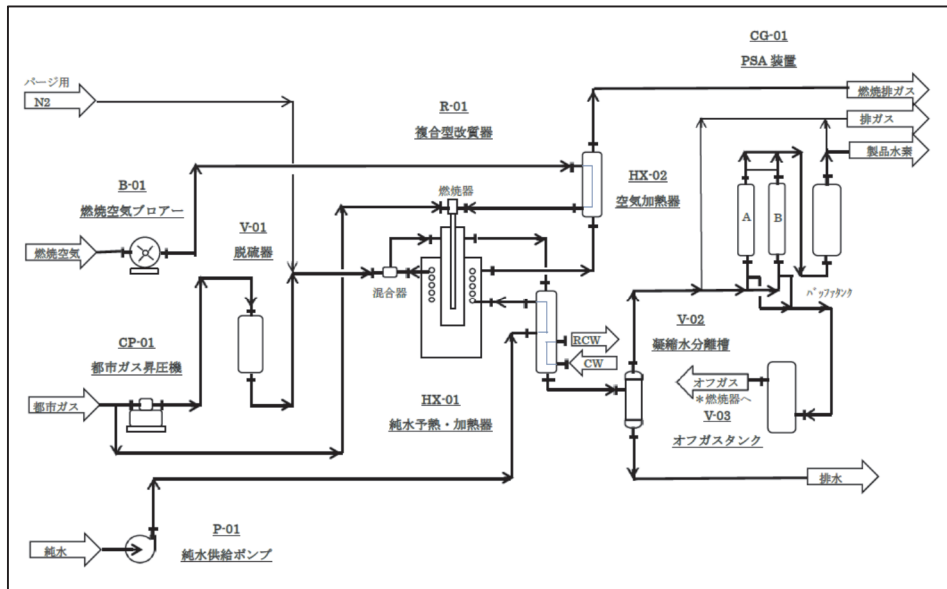 CG-01
PSA 装置
パージ用
N2
燃焼排ガス
R-01
複合型改質器
排ガス
製品水素
B-01
燃焼空気ブロアー
HX-02
空気加熱器
燃焼器
V-01
脱硫器
A
B
燃焼空気
混合器
バッファタンク
CP-01
都市ガス昇圧機
RCW
CW
V-02
凝縮水分離槽
都市ガス
HX-01
純水予熱・加熱器
オフガス
*燃焼器へ
V-03
オフガスタンク
排水
P-01
純水供給ポンプ
純水